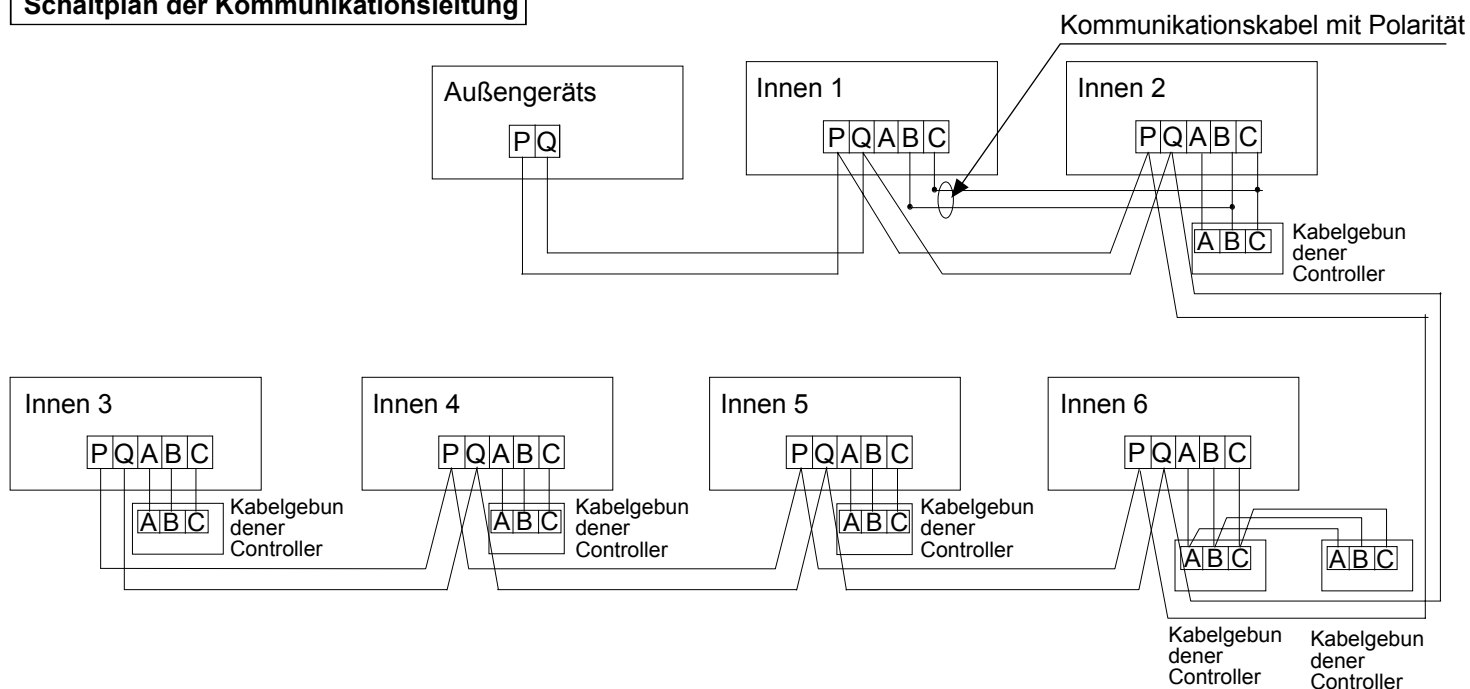 Schaltplan der Kommunikationsleitung
Kommunikationskabel mit Polarität
Außengeräts
P Q
Innen 1
P Q A B C
Innen 2
P Q A B C
A B C
Kabelgebun
dener
Controller
Innen 3
P Q A B C
A B C
Kabelgebun
dener
Controller
Innen 4
P Q A B C
A B C
Kabelgebun
dener
Controller
Innen 5
P Q A B C
A B C
Kabelgebun
dener
Controller
Innen 6
P Q A B C
A B C
A B C
Kabelgebun
dener
Controller
Kabelgebun
dener
Controller